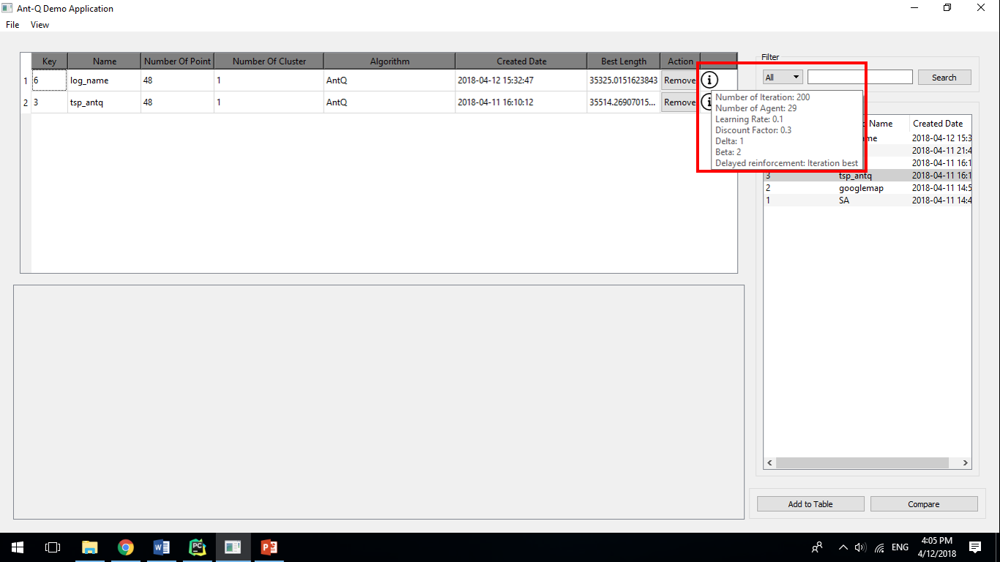 Ant-Q Demo Application
File View
Key Name Number Of Point Number Of Cluster Algorithm Created Date Best Length Action
1 6 log_name 48 1 AntQ 2018-04-12 15:32:47 35325.0151623843 Remove
2 3 tsp_antq 48 1 AntQ 2018-04-11 16:10:12 35514.26907015... Remove
Filter
All Search
Number of Iteration: 200
Number of Agent: 29
Learning Rate: 0.1
Discount Factor: 0.3
Delta: 1
Beta: 2
Delayed reinforcement: Iteration best
Name Created Date
me 2018-04-12 15:3
2018-04-11 21:4
2018-04-11 16:1
3 tsp_antq 2018-04-11 16:1
2 googlemap 2018-04-11 14:5
1 SA 2018-04-11 14:4
Add to Table Compare
ENG
4:05 PM
4/12/2018